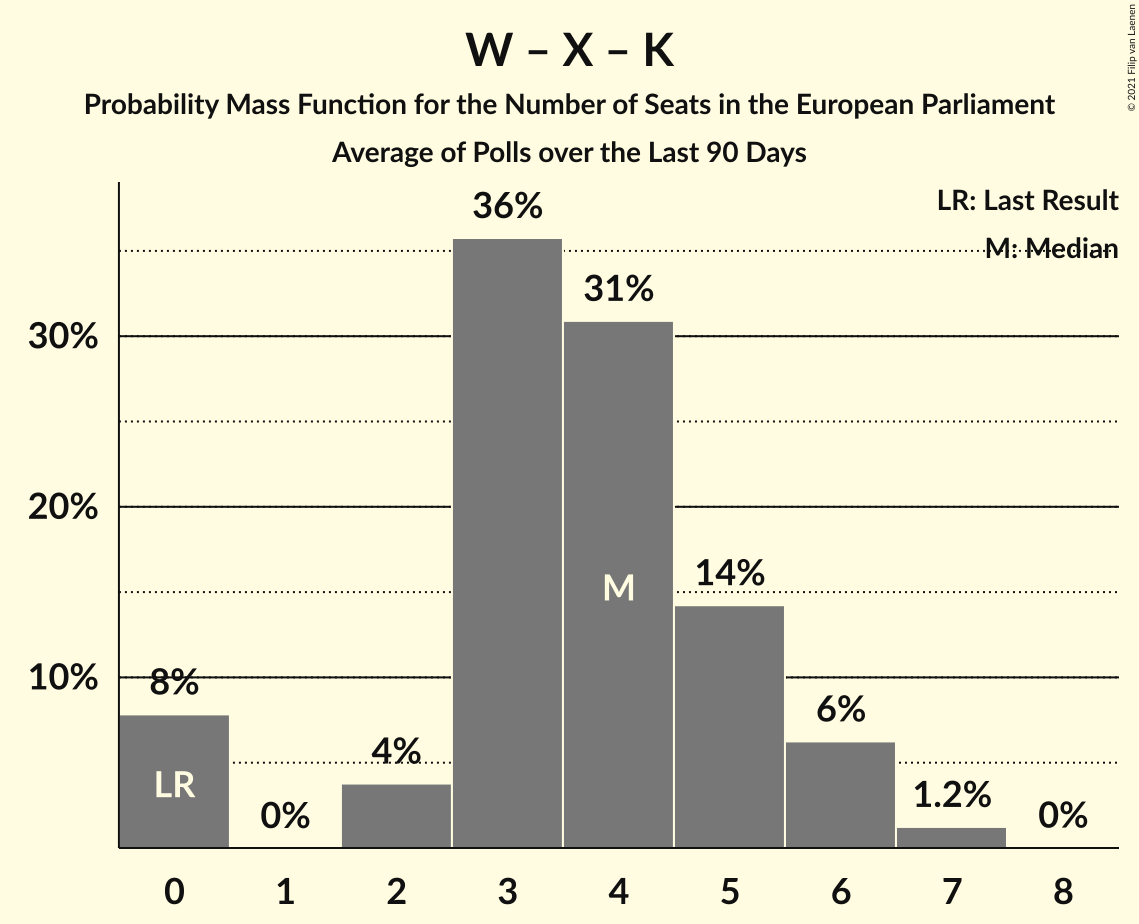 © 2021 Filip van Laenen
W – X – K
Probability Mass Function for the Number of Seats in the European Parliament
Average of Polls over the Last 90 Days
LR: Last Result
M: Median
36%
31%
30%
20%
14%
M
10%
8%
6%
4%
LR
1.2%
0%
0%
0 1 2 3 4 5 6 7 8